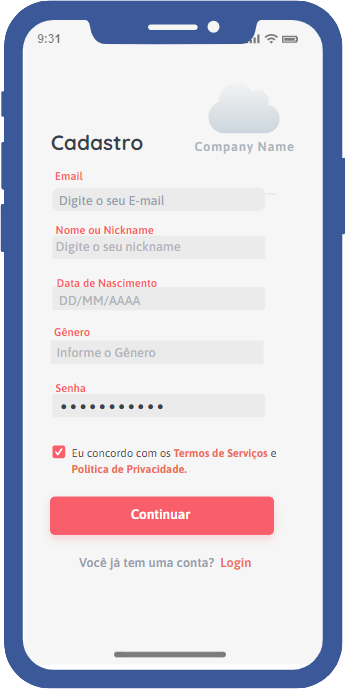 9:31
Company Name
Cadastro
Email
Digite o seu E-mail
Nome ou Nickname
Digite o seu nickname
Data de Nascimento
DD/MM/AAAA
Gênero
Informe o Gênero
Senha
•••••••••••
Eu concordo com os Termos de Serviços e
Politica de Privacidade.
Continuar
Você já tem uma conta? Login